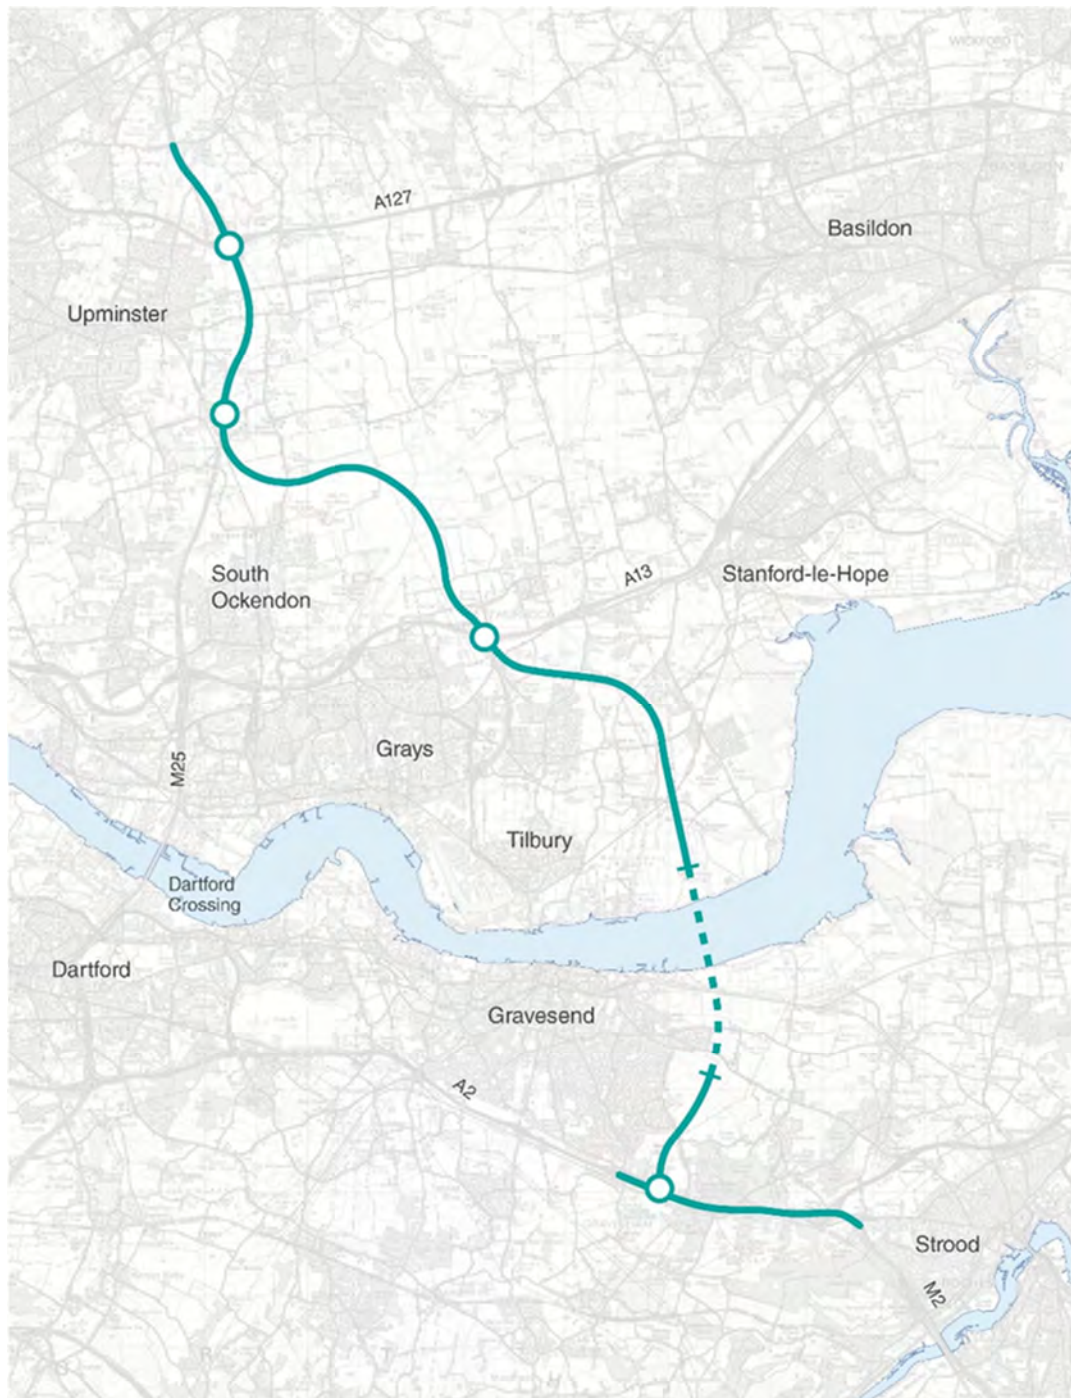 WICKFORD
A127
Basildon
Upminster
South
Ockendon
A13
Stanford-le-Hope
M25
Grays
Tilbury
Dartford
Crossing
Dartford
Gravesend
A2
Strood
M2